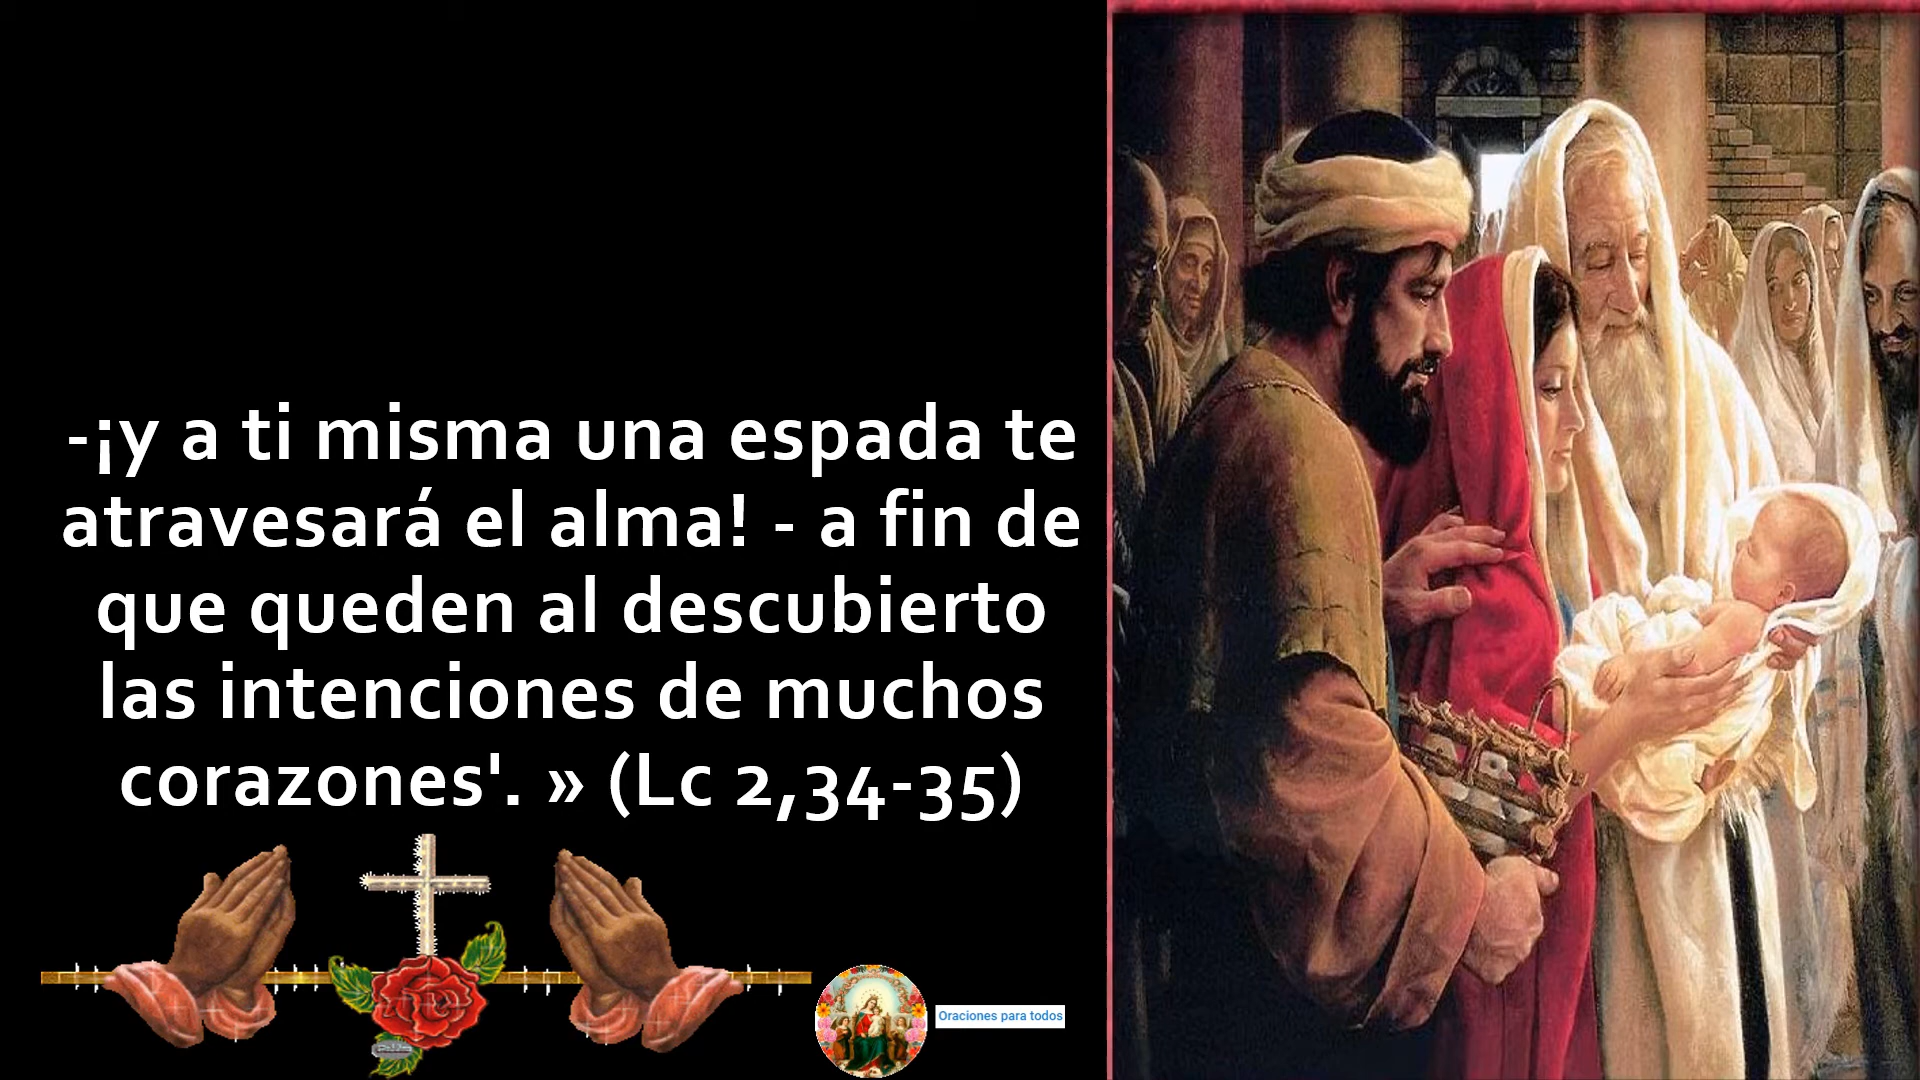 -¡y a ti misma una espada te
atravesará el alma! - a fin de
que queden al descubierto
las intenciones de muchos
corazones'. » (Lc 2,34-35)
Oraciones para todos